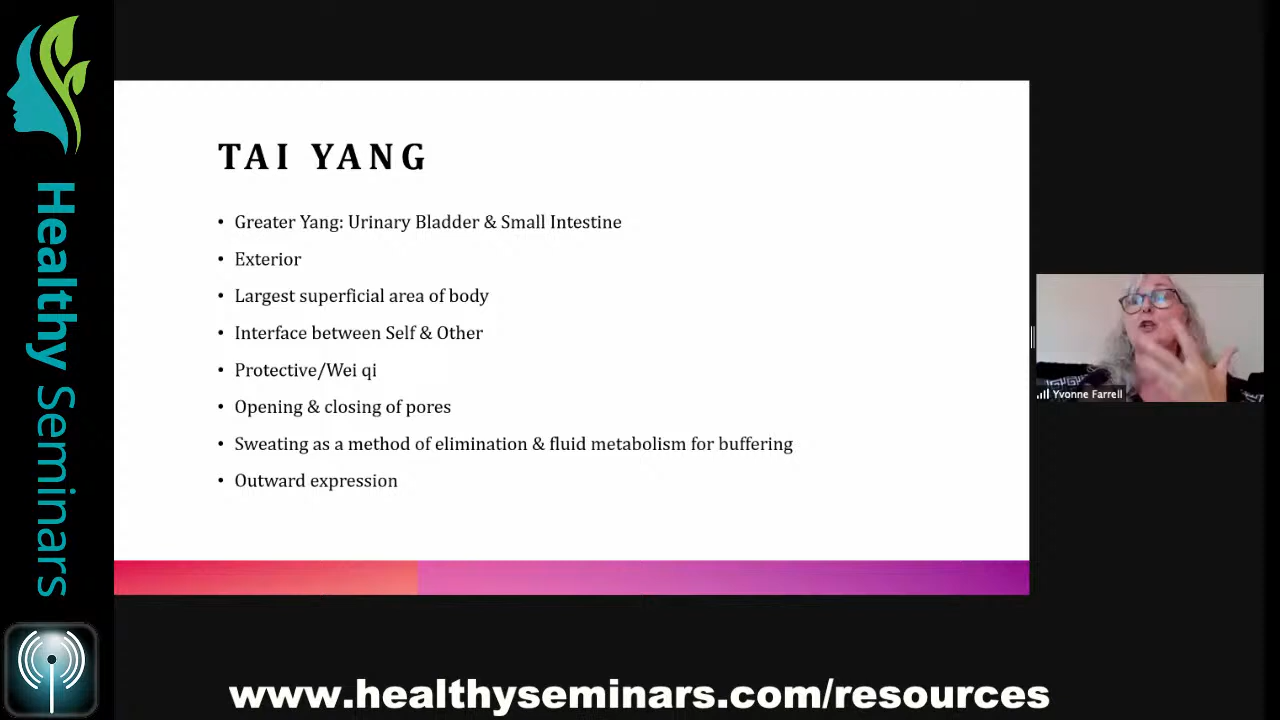 Healthy Seminars
TAI YANG
• Greater Yang: Urinary Bladder & Small Intestine
• Exterior
• Largest superficial area of body
• Interface between Self & Other
• Protective/Wei qi
• Opening & closing of pores
• Sweating as a method of elimination & fluid metabolism for buffering
• Outward expression
Yvonne Farrell
www.healthyseminars.com/resources